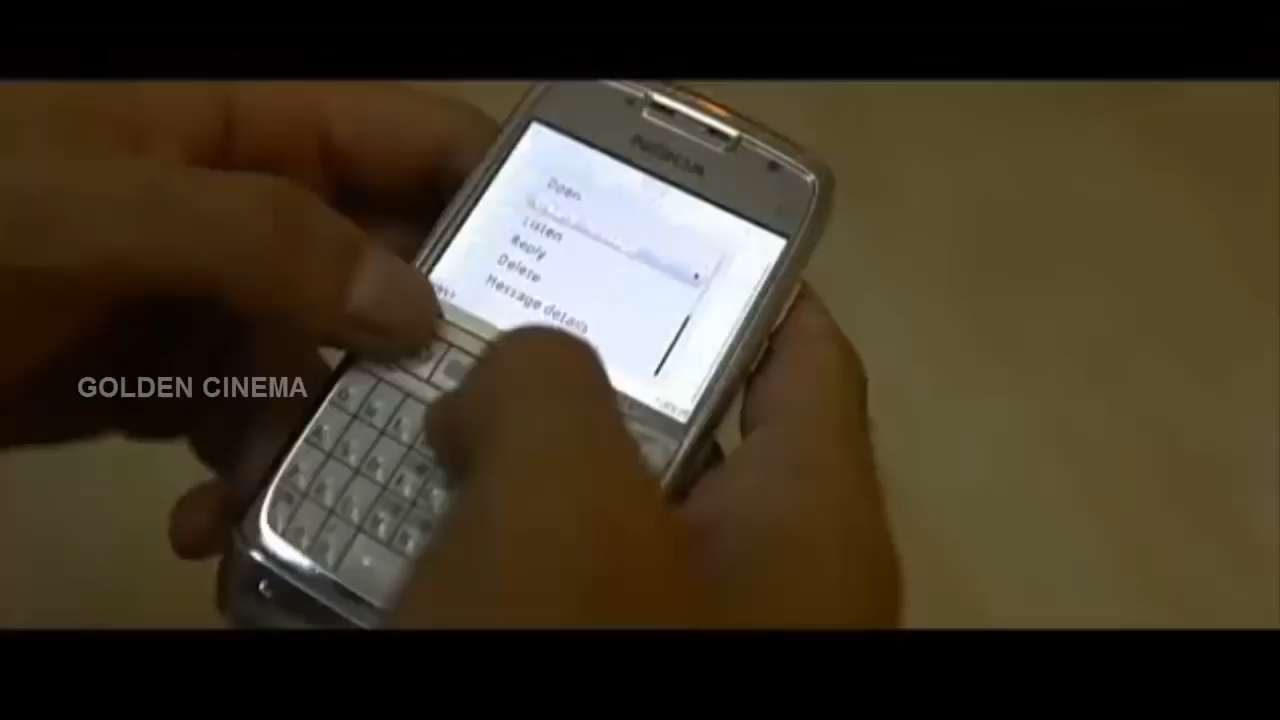 NOKIA
Open
Listen
Reply
Delete
Message details
GOLDEN CINEMA